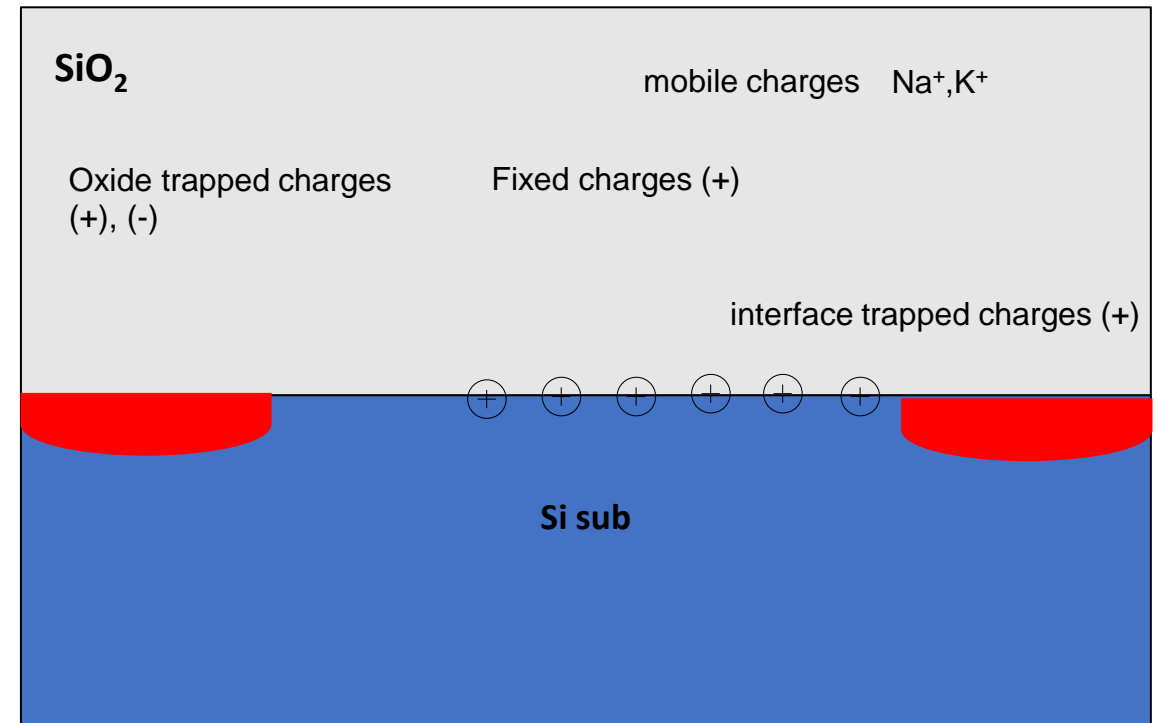 SiO₂
mobile charges Na⁺,K⁺
Oxide trapped charges
(+), (-)
Fixed charges (+)
interface trapped charges (+)
+ + + + + +
Si sub